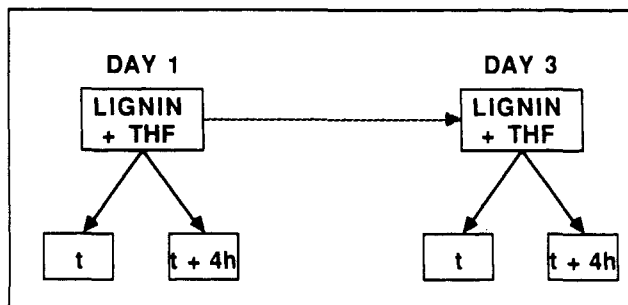 DAY 1
DAY 3
LIGNIN
+ THF
LIGNIN
+ THF
t
t + 4h
t
t + 4h